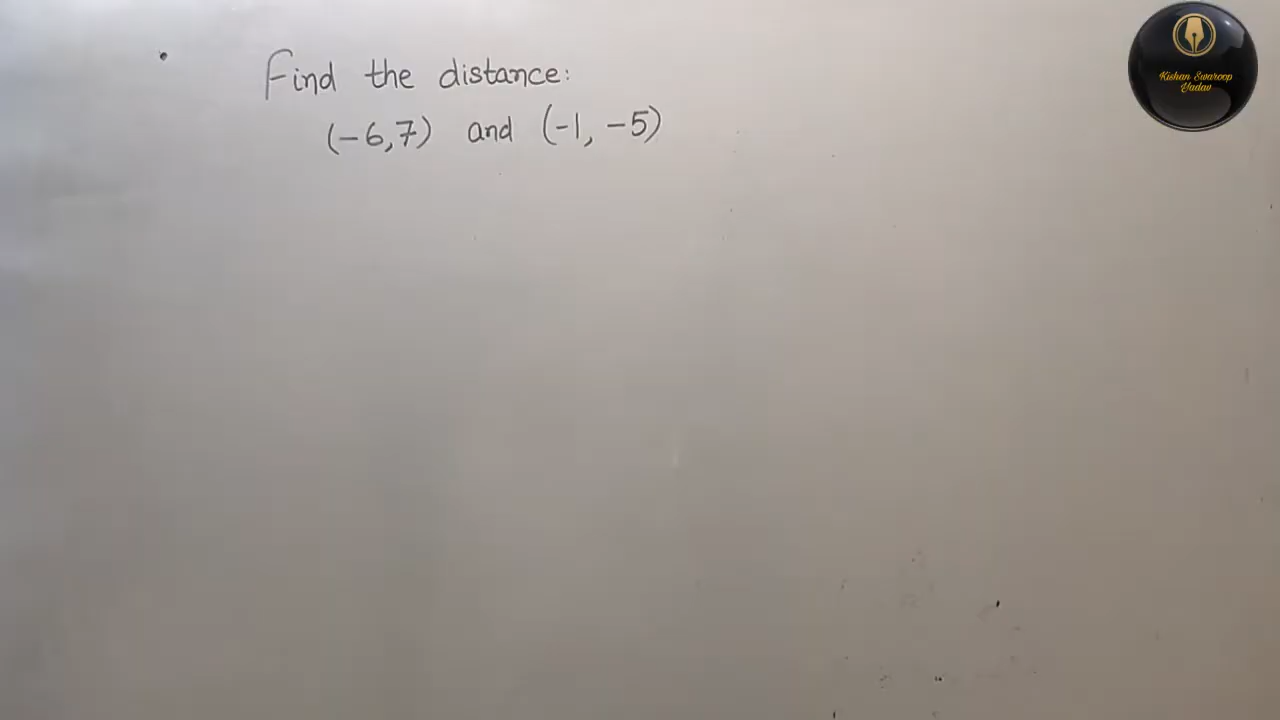 Find the distance:
(-6,7) and (-1, -5)
Kishan Swaroop
Yadav